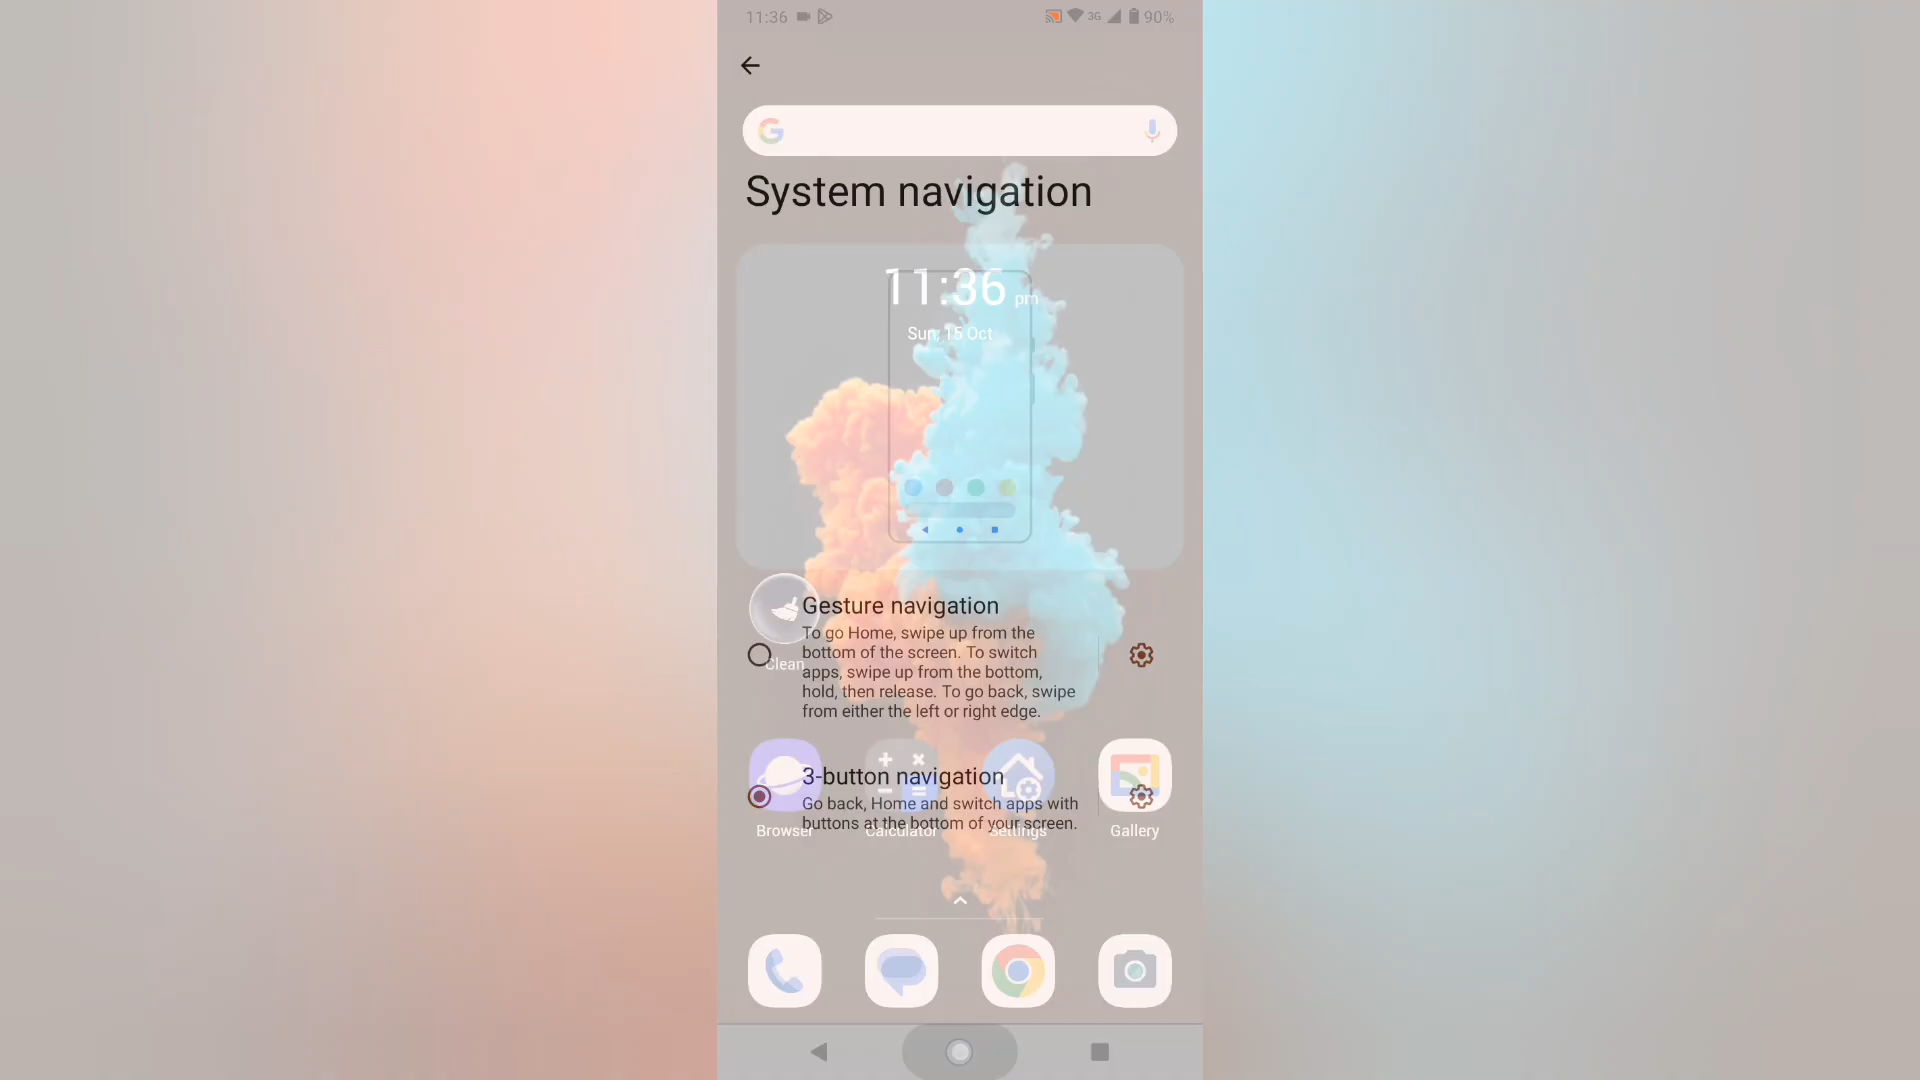 11:36
3G
90%
System navigation
11:36 pm
Sun, 15 Oct
Gesture navigation
To go Home, swipe up from the
bottom of the screen. To switch
apps, swipe up from the bottom,
hold, then release. To go back, swipe
from either the left or right edge.
Clean
3-button navigation
Go back, Home and switch apps with
buttons at the bottom of your screen.
Browser
Calculator
Settings
Gallery